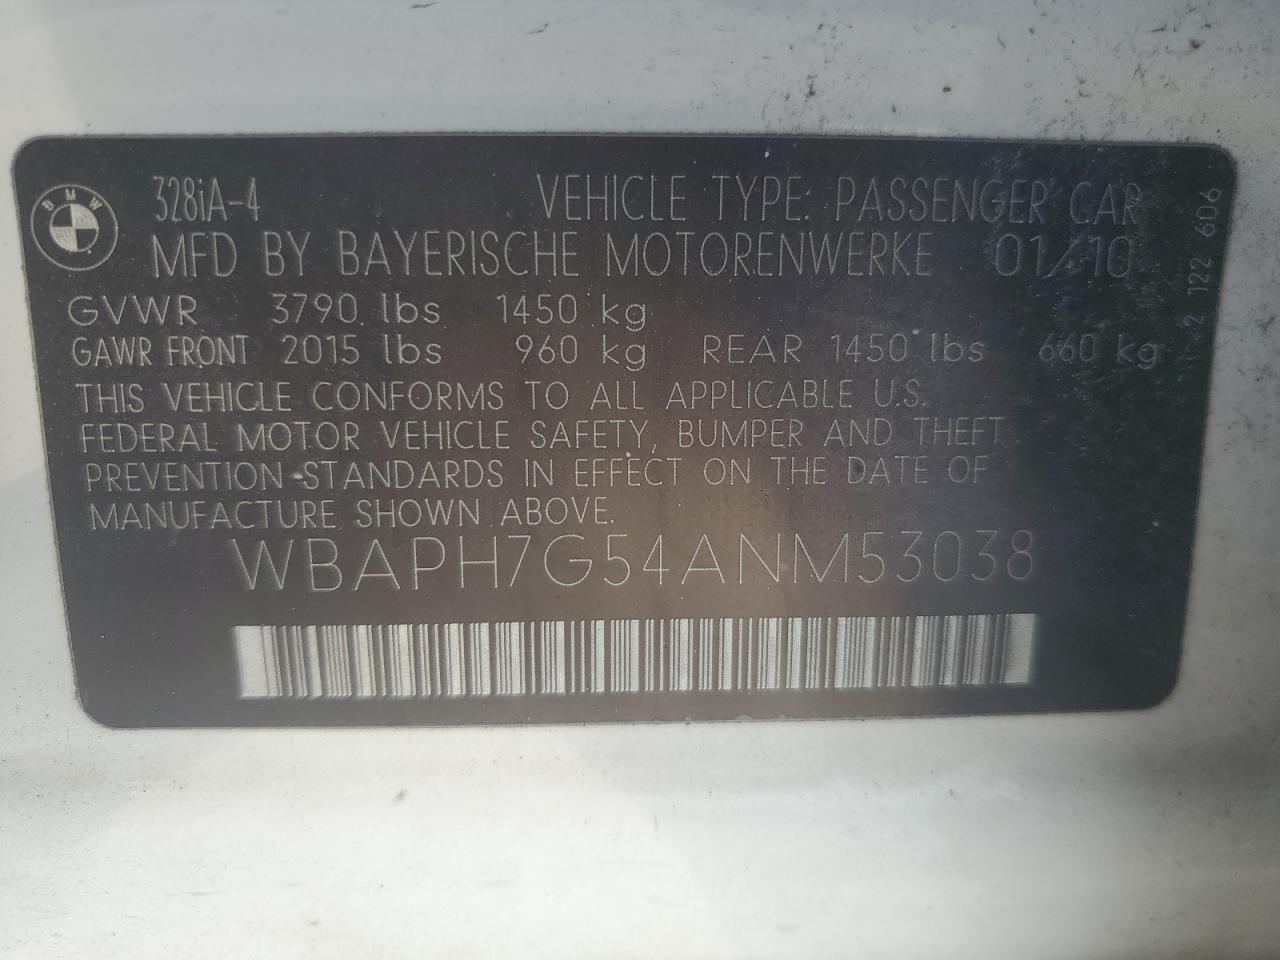 BMW
328iA-4 VEHICLE TYPE: PASSENGER CAR
MFD BY BAYERISCHE MOTORENWERKE 01/10
GVWR 3790 lbs 1450 kg
GAWR FRONT 2015 lbs 960 kg REAR 1450 lbs 660 kg
THIS VEHICLE CONFORMS TO ALL APPLICABLE U.S.
FEDERAL MOTOR VEHICLE SAFETY, BUMPER AND THEFT
PREVENTION STANDARDS IN EFFECT ON THE DATE OF
MANUFACTURE SHOWN ABOVE.
WBAPH7G54ANM53038
122 606